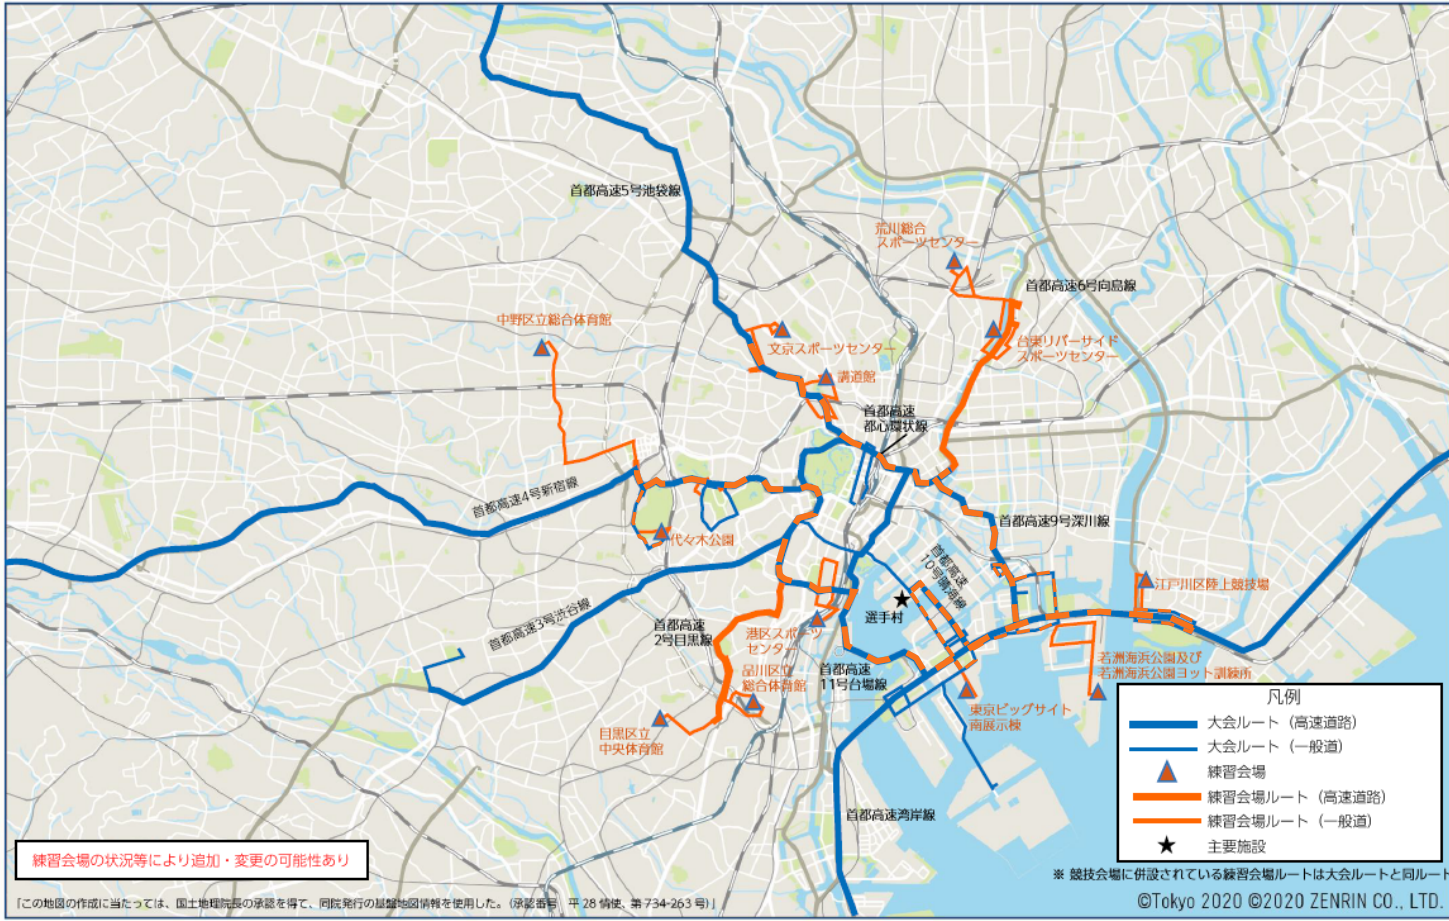 首都高速5号池袋線
荒川総合
スポーツセンター
首都高速6号向島線
中野区立総合体育館
文京スポーツセンター
台東リバーサイド
スポーツセンター
講道館
首都高速
都心環状線
首都高速4号新宿線
首都高速9号深川線
代々木公園
首都高速
10号晴海線
江戸川区陸上競技場
選手村
首都高速3号渋谷線
首都高速
2号目黒線
港区スポーツ
センター
品川区立
総合体育館
首都高速
11号台場線
若洲海浜公園及び
若洲海浜公園ヨット訓練所
東京ビッグサイト
南展示棟
目黒区立
中央体育館
首都高速湾岸線
凡例
大会ルート（高速道路）
大会ルート（一般道）
練習会場
練習会場ルート（高速道路）
練習会場ルート（一般道）
主要施設
練習会場の状況等により追加・変更の可能性あり
※ 競技会場に併設されている練習会場ルートは大会ルートと同ルート
「この地図の作成に当たっては、国土地理院長の承認を得て、同院発行の基盤地図情報を使用した。（承認番号　平 28 情使、第 734-263 号）」
©Tokyo 2020 ©2020 ZENRIN CO., LTD.